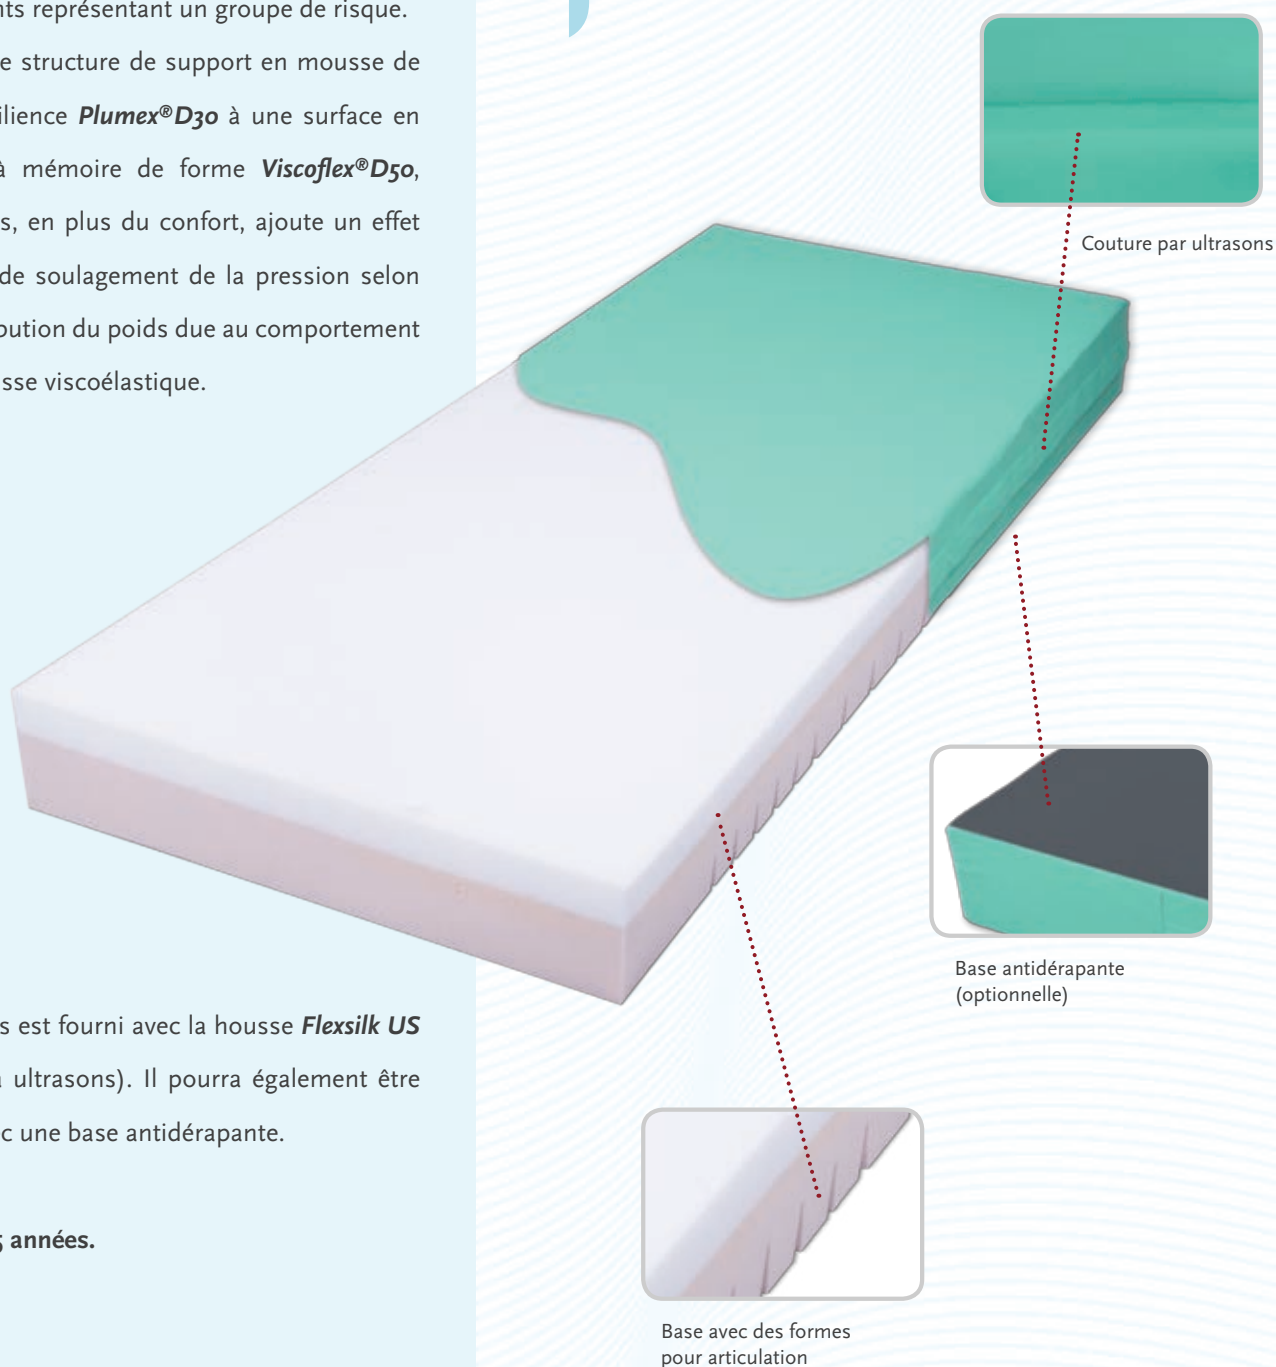 nts représentant un groupe de risque.
e structure de support en mousse de
ilience Plumex®D30 à une surface en
à mémoire de forme Viscoflex®D50,
s, en plus du confort, ajoute un effet
de soulagement de la pression selon
bution du poids due au comportement
sse viscoélastique.
Couture par ultrasons
Base antidérapante
(optionnelle)
s est fourni avec la housse Flexsilk US
à ultrasons). Il pourra également être
c une base antidérapante.
5 années.
Base avec des formes
pour articulation